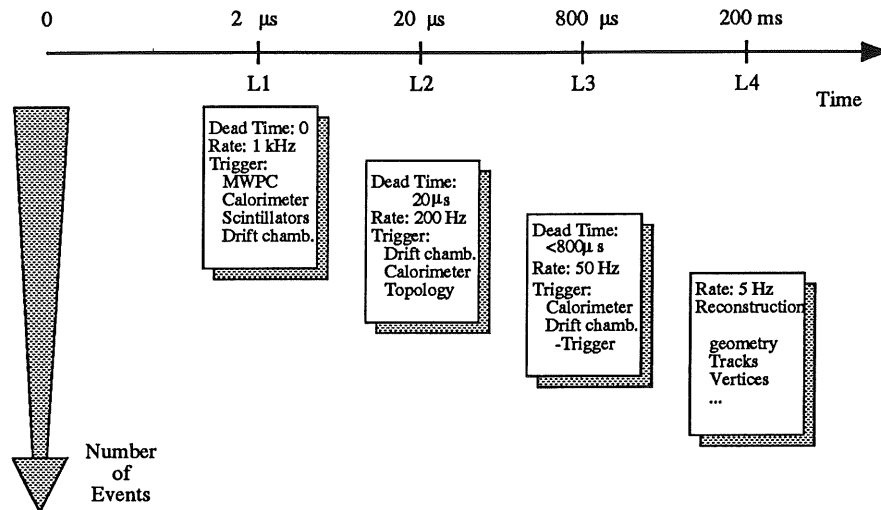 0
2 µs
20 µs
800 µs
200 ms
L1
L2
L3
L4
Time
Dead Time: 0
Rate: 1 kHz
Trigger:
MWPC
Calorimeter
Scintillators
Drift chamb.
Dead Time:
20µs
Rate: 200 Hz
Trigger:
Drift chamb.
Calorimeter
Topology
Dead Time:
<800µ s
Rate: 50 Hz
Trigger:
Calorimeter
Drift chamb.
-Trigger
Rate: 5 Hz
Reconstruction
geometry
Tracks
Vertices
...
Number
of
Events